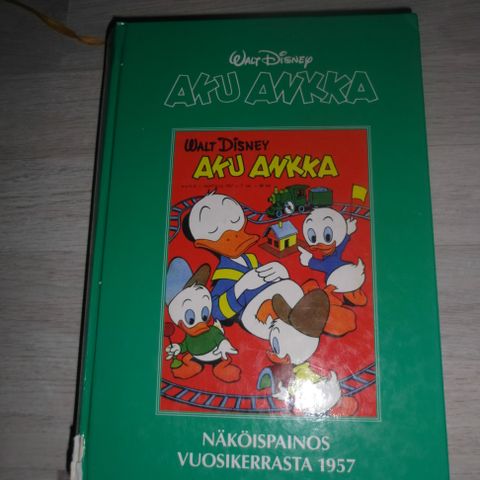 WALT DISNEY
AKU ANKKA
WALT DISNEY
AKU ANKKA
NÄKÖISPAINOS
VUOSIKERRASTA 1957